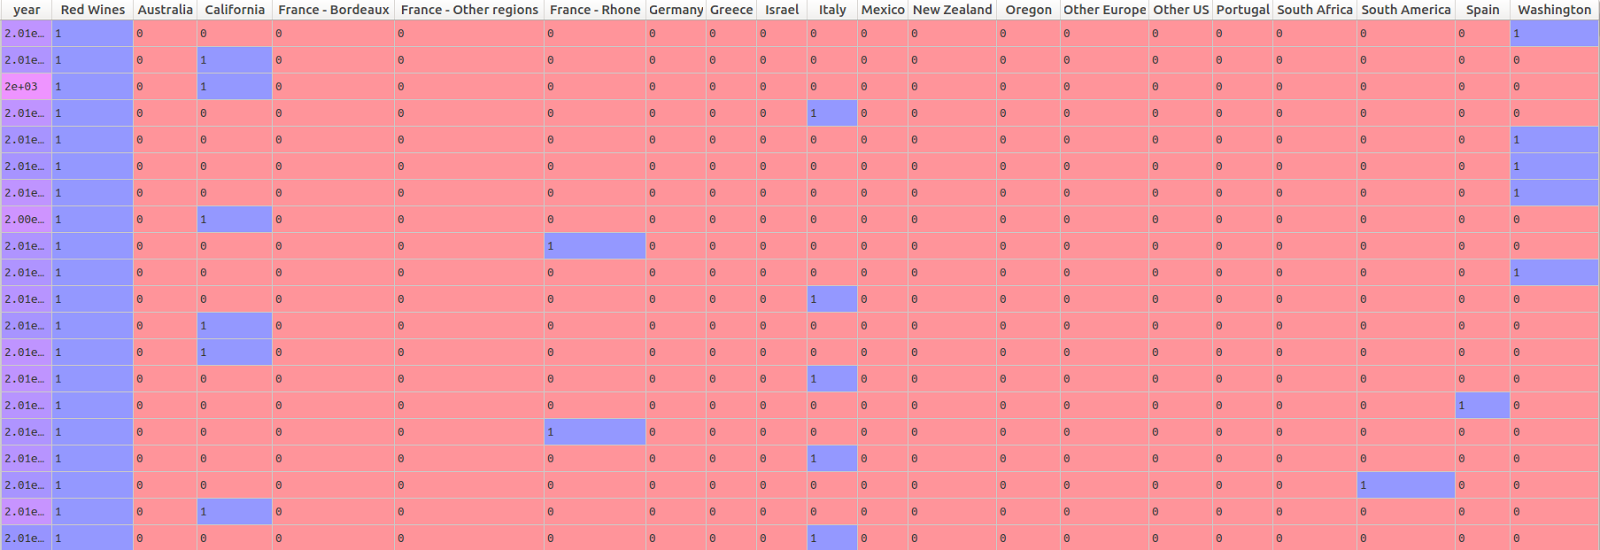 year Red Wines Australia California France - Bordeaux France - Other regions France - Rhone Germany Greece Israel Italy Mexico New Zealand Oregon Other Europe Other US Portugal South Africa South America Spain Washington
2.01e... 1 0 0 0 0 0 0 0 0 0 0 0 0 0 0 0 0 0 0 1
2.01e... 1 0 1 0 0 0 0 0 0 0 0 0 0 0 0 0 0 0 0 0
2e+03 1 0 1 0 0 0 0 0 0 0 0 0 0 0 0 0 0 0 0 0
2.01e... 1 0 0 0 0 0 0 0 0 1 0 0 0 0 0 0 0 0 0 0
2.01e... 1 0 0 0 0 0 0 0 0 0 0 0 0 0 0 0 0 0 0 1
2.01e... 1 0 0 0 0 0 0 0 0 0 0 0 0 0 0 0 0 0 0 1
2.01e... 1 0 0 0 0 0 0 0 0 0 0 0 0 0 0 0 0 0 0 1
2.00e... 1 0 1 0 0 0 0 0 0 0 0 0 0 0 0 0 0 0 0 0
2.01e... 1 0 0 0 0 1 0 0 0 0 0 0 0 0 0 0 0 0 0 0
2.01e... 1 0 0 0 0 0 0 0 0 0 0 0 0 0 0 0 0 0 0 1
2.01e... 1 0 0 0 0 0 0 0 0 1 0 0 0 0 0 0 0 0 0 0
2.01e... 1 0 1 0 0 0 0 0 0 0 0 0 0 0 0 0 0 0 0 0
2.01e... 1 0 1 0 0 0 0 0 0 0 0 0 0 0 0 0 0 0 0 0
2.01e... 1 0 0 0 0 0 0 0 0 1 0 0 0 0 0 0 0 0 0 0
2.01e... 1 0 0 0 0 0 0 0 0 0 0 0 0 0 0 0 0 0 1 0
2.01e... 1 0 0 0 0 1 0 0 0 0 0 0 0 0 0 0 0 0 0 0
2.01e... 1 0 0 0 0 0 0 0 0 1 0 0 0 0 0 0 0 0 0 0
2.01e... 1 0 0 0 0 0 0 0 0 0 0 0 0 0 0 0 0 1 0 0
2.01e... 1 0 1 0 0 0 0 0 0 0 0 0 0 0 0 0 0 0 0 0
2.01e... 1 0 0 0 0 0 0 0 0 1 0 0 0 0 0 0 0 0 0 0